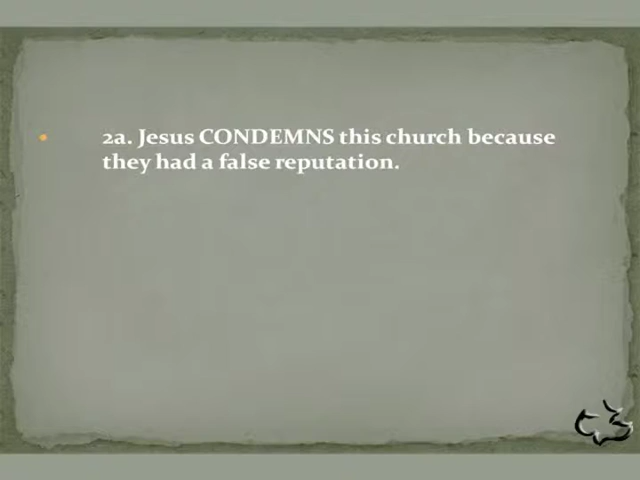 2a. Jesus CONDEMNS this church because
they had a false reputation.